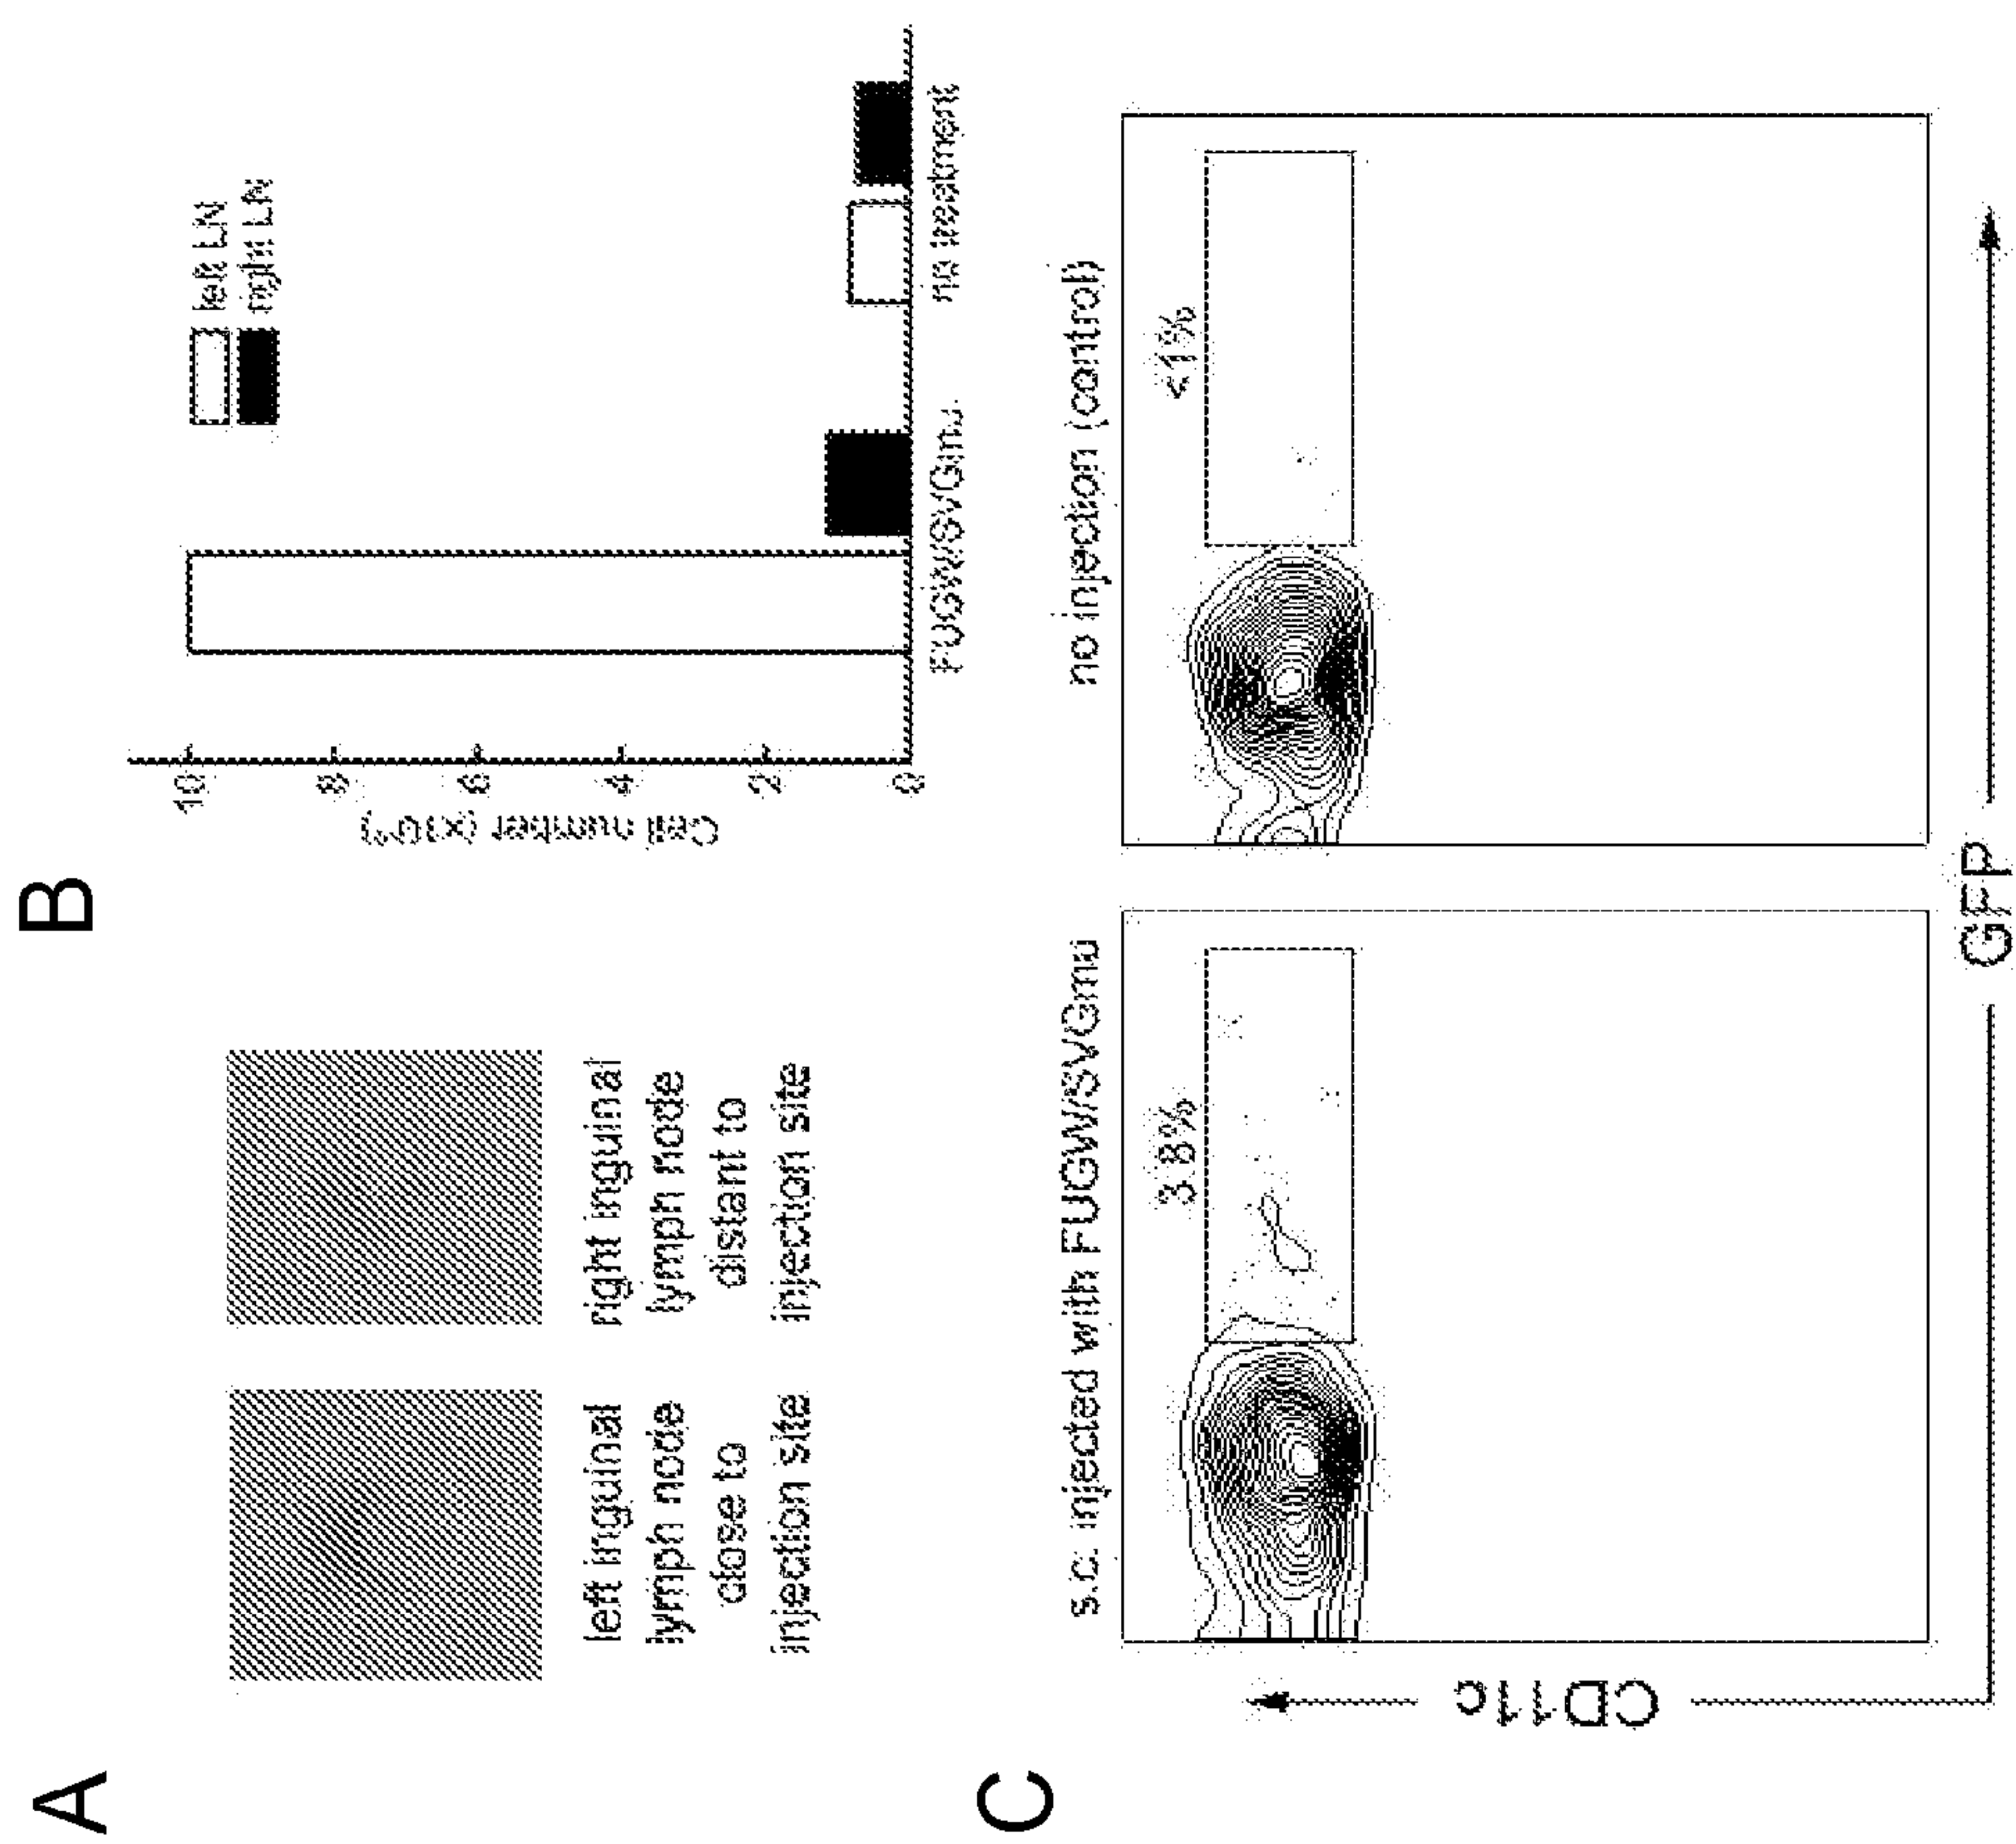 A
left inguinal
lymph node
close to
injection site
right inguinal
lymph node
distant to
injection site
B
Cell number
10
8
6
4
2
0
left LN
right LN
FUGW/SVGmu
no treatment
C
s.c. injected with FUGW/SVGmu
3.8%
no injection (control)
<1%
CD11c
GFP